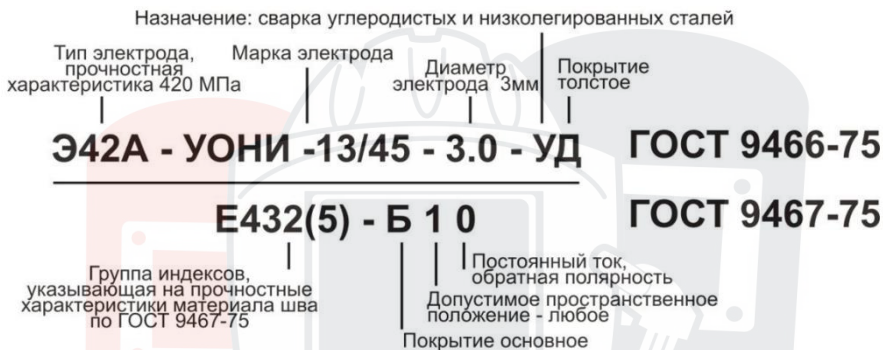 Назначение: сварка углеродистых и низколегированных сталей
Тип электрода,
прочностная
характеристика 420 МПа
Марка электрода
Диаметр
электрода 3мм
Покрытие
толстое
Э42А - УОНИ -13/45 - 3.0 - УД
ГОСТ 9466-75
Е432(5) - Б 1 0
ГОСТ 9467-75
Группа индексов,
указывающая на прочностные
характеристики материала шва
по ГОСТ 9467-75
Постоянный ток,
обратная полярность
Допустимое пространственное
положение - любое
Покрытие основное